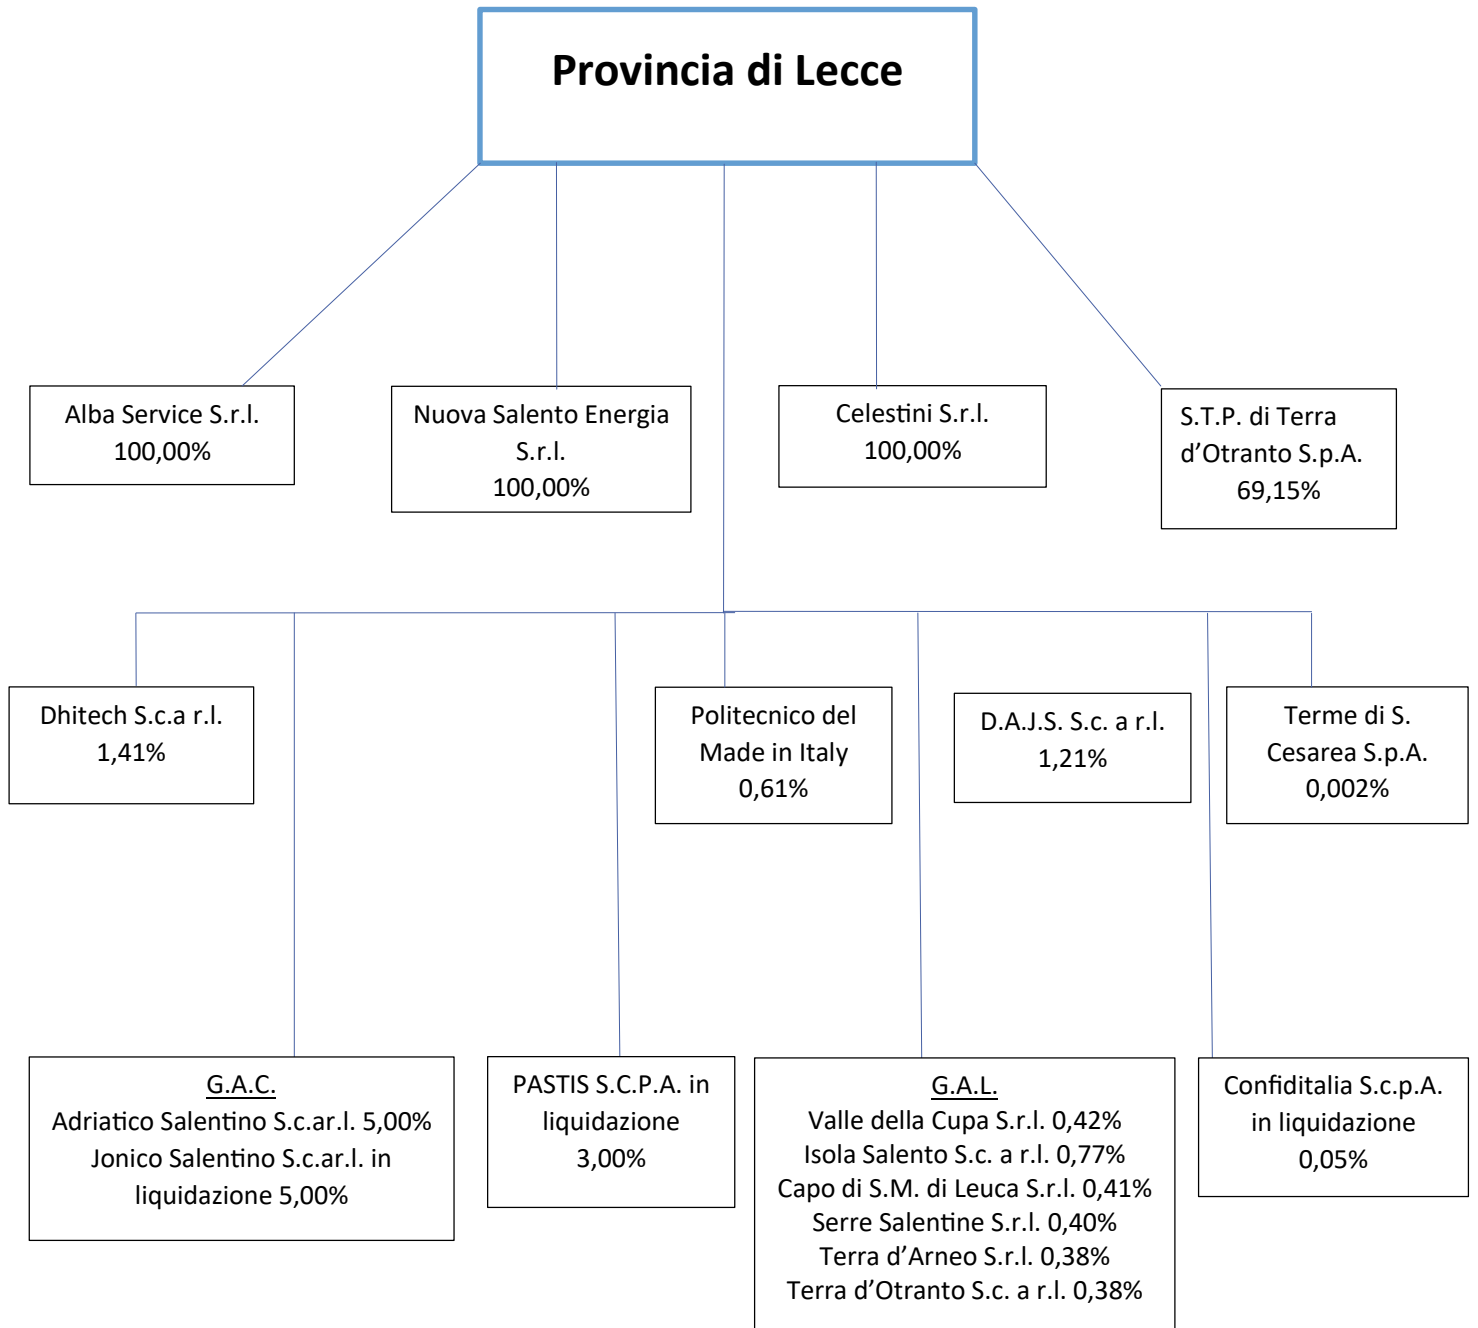 Provincia di Lecce
Alba Service S.r.l.
100,00%
Nuova Salento Energia
S.r.l.
100,00%
Celestini S.r.l.
100,00%
S.T.P. di Terra
d’Otranto S.p.A.
69,15%
Dhitech S.c.a r.l.
1,41%
Politecnico del
Made in Italy
0,61%
D.A.J.S. S.c. a r.l.
1,21%
Terme di S.
Cesarea S.p.A.
0,002%
G.A.C.
Adriatico Salentino S.c.ar.l. 5,00%
Jonico Salentino S.c.ar.l. in
liquidazione 5,00%
PASTIS S.C.P.A. in
liquidazione
3,00%
G.A.L.
Valle della Cupa S.r.l. 0,42%
Isola Salento S.c. a r.l. 0,77%
Capo di S.M. di Leuca S.r.l. 0,41%
Serre Salentine S.r.l. 0,40%
Terra d’Arneo S.r.l. 0,38%
Terra d’Otranto S.c. a r.l. 0,38%
Confiditalia S.c.p.A.
in liquidazione
0,05%